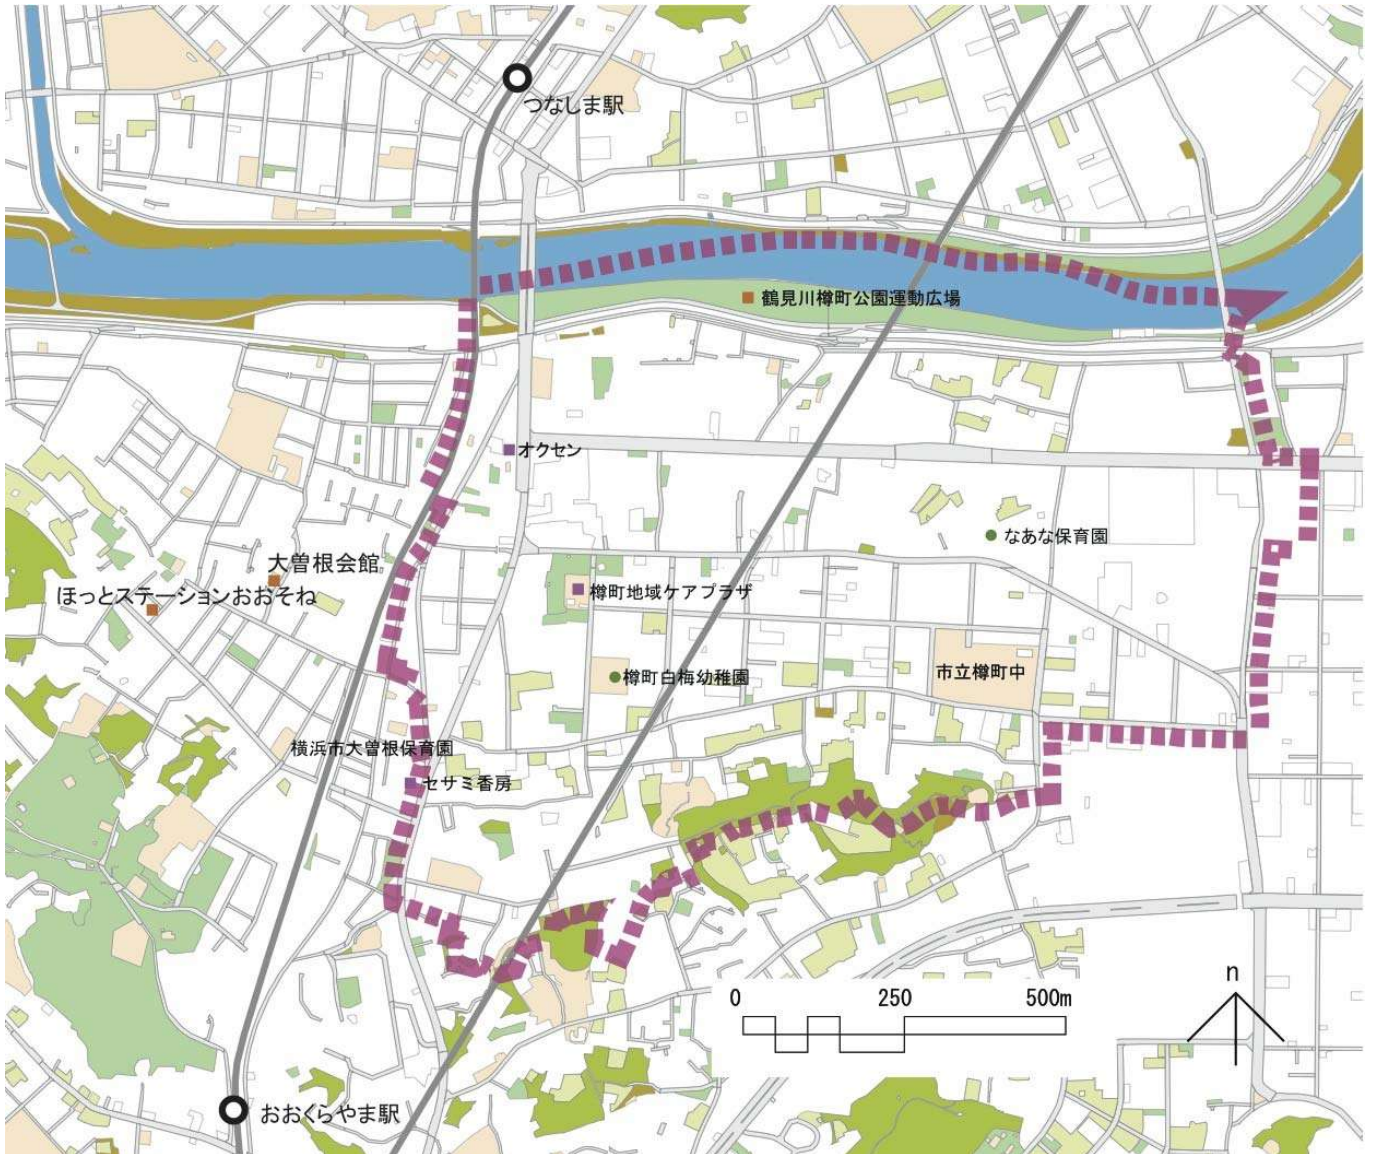 つなしま駅
鶴見川樽町公園運動広場
オクセン
なあな保育園
大曽根会館
ほっとステーションおおそね
樽町地域ケアプラザ
樽町白梅幼稚園
市立樽町中
横浜市大曽根保育園
セサミ香房
n
0 250 500m
おおくらやま駅